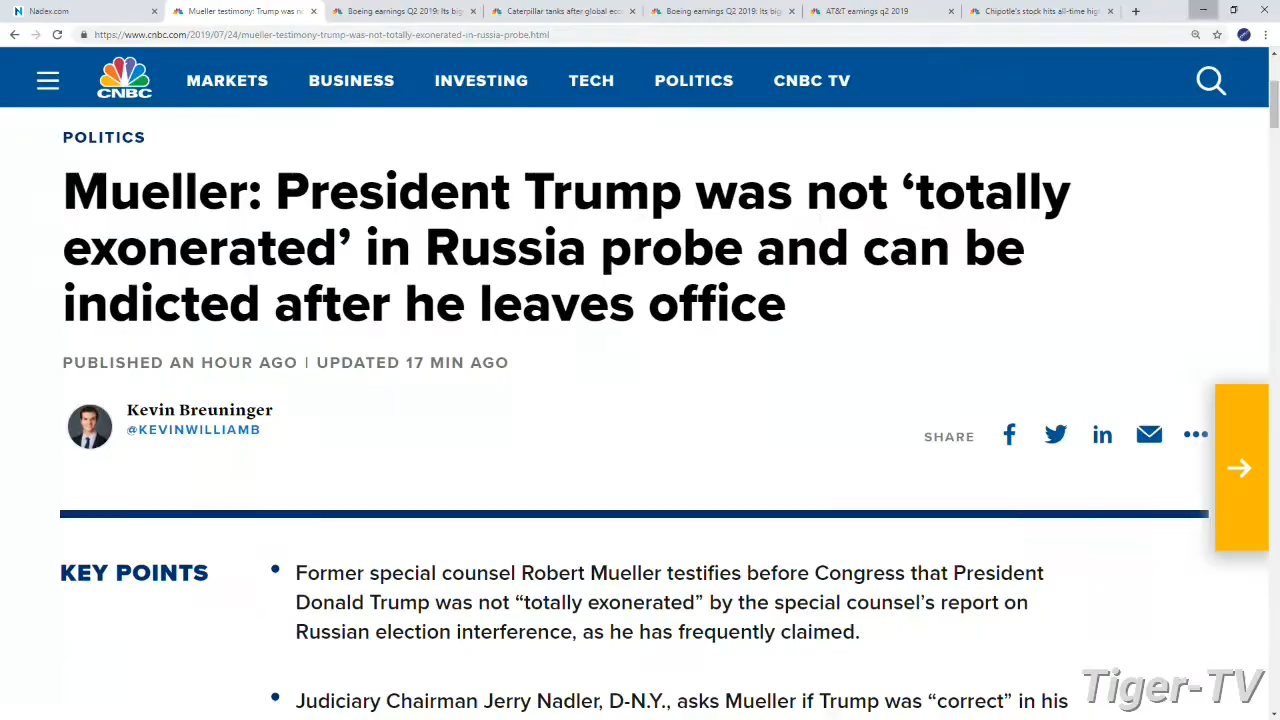 Nadex.com
Mueller testimony: Trump was no
Boeing earnings Q2 2019: Its big
Caterpillar tanks after global eco
Boeing earnings Q2 2019: Its big
AT&T earnings q2 2019
Chipotle's stock hits all-time hig
https://www.cnbc.com/2019/07/24/mueller-testimony-trump-was-not-totally-exonerated-in-russia-probe.html
CNBC
MARKETS BUSINESS INVESTING TECH POLITICS CNBC TV
POLITICS
Mueller: President Trump was not ‘totally
exonerated’ in Russia probe and can be
indicted after he leaves office
PUBLISHED AN HOUR AGO | UPDATED 17 MIN AGO
Kevin Breuninger
@KEVINWILLIAMB
SHARE
KEY POINTS
• Former special counsel Robert Mueller testifies before Congress that President
Donald Trump was not “totally exonerated” by the special counsel’s report on
Russian election interference, as he has frequently claimed.
• Judiciary Chairman Jerry Nadler, D-N.Y., asks Mueller if Trump was “correct” in his
Tiger-TV